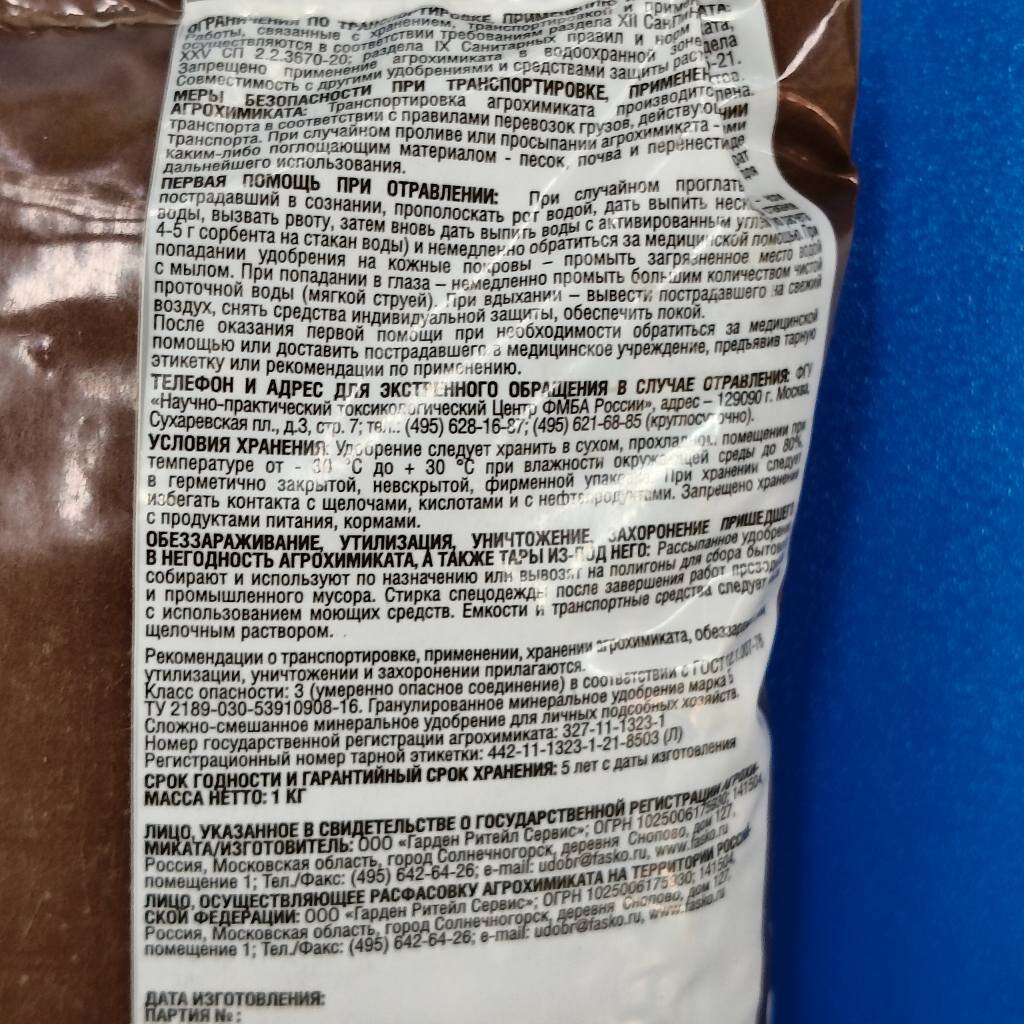 ОГРАНИЧЕНИЯ ПО ТРАНСПОРТИРОВКЕ, ПРИМЕНЕНИЮ И
Работы, связанные с хранением, транспортировкой и
осуществляются в соответствии требованиям раздела XII СанПиН
XXV СП 2.2.3670-20; раздела IX Санитарных правил и норм
Запрещено применение агрохимиката в водоохранной зоне
Совместимость с другими удобрениями и средствами защиты
МЕРЫ БЕЗОПАСНОСТИ ПРИ ТРАНСПОРТИРОВКЕ,
АГРОХИМИКАТА: Транспортировка агрохимиката производится
транспорта в соответствии с правилами перевозок грузов,
транспорта. При случайном проливе или просыпании агрохимиката -
каким-либо поглощающим материалом - песок, почва и
дальнейшего использования.
ПЕРВАЯ ПОМОЩЬ ПРИ ОТРАВЛЕНИИ: При случайном
пострадавший в сознании, прополоскать рот водой, дать выпить
воды, вызвать рвоту, затем вновь дать выпить воды с активированным
4-5 г сорбента на стакан воды) и немедленно обратиться за медицинской помощью. При
попадании удобрения на кожные покровы – промыть загрязненное место водой
с мылом. При попадании в глаза – немедленно промыть большим количеством чистой
проточной воды (мягкой струей). При вдыхании – вывести пострадавшего на свежий
воздух, снять средства индивидуальной защиты, обеспечить покой.
После оказания первой помощи при необходимости обратиться за медицинской
помощью или доставить пострадавшего в медицинское учреждение, предъявив тарную
этикетку или рекомендации по применению.
ТЕЛЕФОН И АДРЕС ДЛЯ ЭКСТРЕННОГО ОБРАЩЕНИЯ В СЛУЧАЕ ОТРАВЛЕНИЯ: ФГУ
«Научно-практический токсикологический Центр ФМБА России», адрес – 129090 г. Москва,
Сухаревская пл., д.3, стр. 7; тел.: (495) 628-16-87; (495) 621-68-85 (круглосуточно).
УСЛОВИЯ ХРАНЕНИЯ: Удобрение следует хранить в сухом, прохладном, помещении при
температуре от - 30 °С до + 30 °С при влажности окружающей среды до 80%,
в герметично закрытой, невскрытой, фирменной упаковке. При хранении следует
избегать контакта с щелочами, кислотами и с нефтепродуктами. Запрещено хранение
с продуктами питания, кормами.
ОБЕЗЗАРАЖИВАНИЕ, УТИЛИЗАЦИЯ, УНИЧТОЖЕНИЕ, ЗАХОРОНЕНИЕ ПРИШЕДШЕГО
В НЕГОДНОСТЬ АГРОХИМИКАТА, А ТАКЖЕ ТАРЫ ИЗ-ПОД НЕГО: Рассыпанное удобрение
собирают и используют по назначению или вывозят на полигоны для сбора бытового
и промышленного мусора. Стирка спецодежды после завершения работ
с использованием моющих средств. Емкости и транспортные средства следует
щелочным раствором.
Рекомендации о транспортировке, применении, хранении агрохимиката,
утилизации, уничтожении и захоронении прилагаются.
Класс опасности: 3 (умеренно опасное соединение) в соответствии с ГОСТ 12.1.007-76
ТУ 2189-030-53910908-16. Гранулированное минеральное удобрение марка
Сложно-смешанное минеральное удобрение для личных подсобных хозяйств.
Номер государственной регистрации агрохимиката: 327-11-1323-1
Регистрационный номер тарной этикетки: 442-11-1323-1-21-8503 (Л)
СРОК ГОДНОСТИ И ГАРАНТИЙНЫЙ СРОК ХРАНЕНИЯ: 5 лет с даты изготовления
МАССА НЕТТО: 1 КГ
ЛИЦО, УКАЗАННОЕ В СВИДЕТЕЛЬСТВЕ О ГОСУДАРСТВЕННОЙ РЕГИСТРАЦИИ АГРОХИ-
МИКАТА/ИЗГОТОВИТЕЛЬ: ООО «Гарден Ритейл Сервис»; ОГРН 1025006175330; 141504,
Россия, Московская область, город Солнечногорск, деревня Снопово, дом 127,
помещение 1; Тел./Факс: (495) 642-64-26; e-mail: udobr@fasko.ru, www.fasko.ru
ЛИЦО, ОСУЩЕСТВЛЯЮЩЕЕ РАСФАСОВКУ АГРОХИМИКАТА НА ТЕРРИТОРИИ РОССИЙ-
СКОЙ ФЕДЕРАЦИИ: ООО «Гарден Ритейл Сервис»; ОГРН 1025006175330; 141504,
Россия, Московская область, город Солнечногорск, деревня Снопово, дом 127,
помещение 1; Тел./Факс: (495) 642-64-26; e-mail: udobr@fasko.ru, www.fasko.ru
ДАТА ИЗГОТОВЛЕНИЯ:
ПАРТИЯ №: